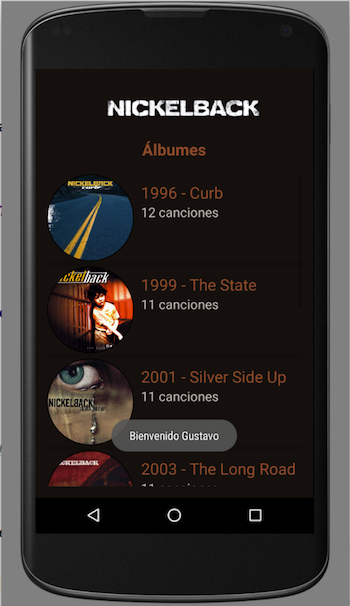 NICKELBACK
Álbumes
NICKELBACK
curb
1996 - Curb
12 canciones
nickelback
1999 - The State
11 canciones
2001 - Silver Side Up
11 canciones
NICKELBACK
Bienvenido Gustavo
NICKELBACK
2003 - The Long Road